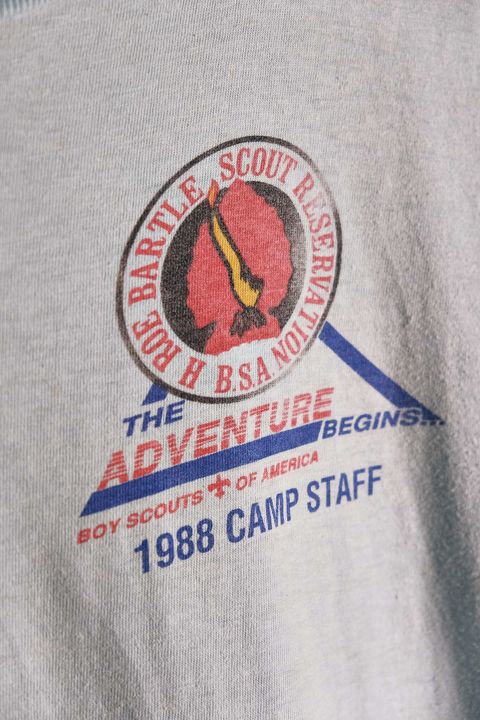 H ROE BARTLE SCOUT RESERVATION
B.S.A
THE
ADVENTURE
BEGINS...
BOY SCOUTS OF AMERICA
1988 CAMP STAFF